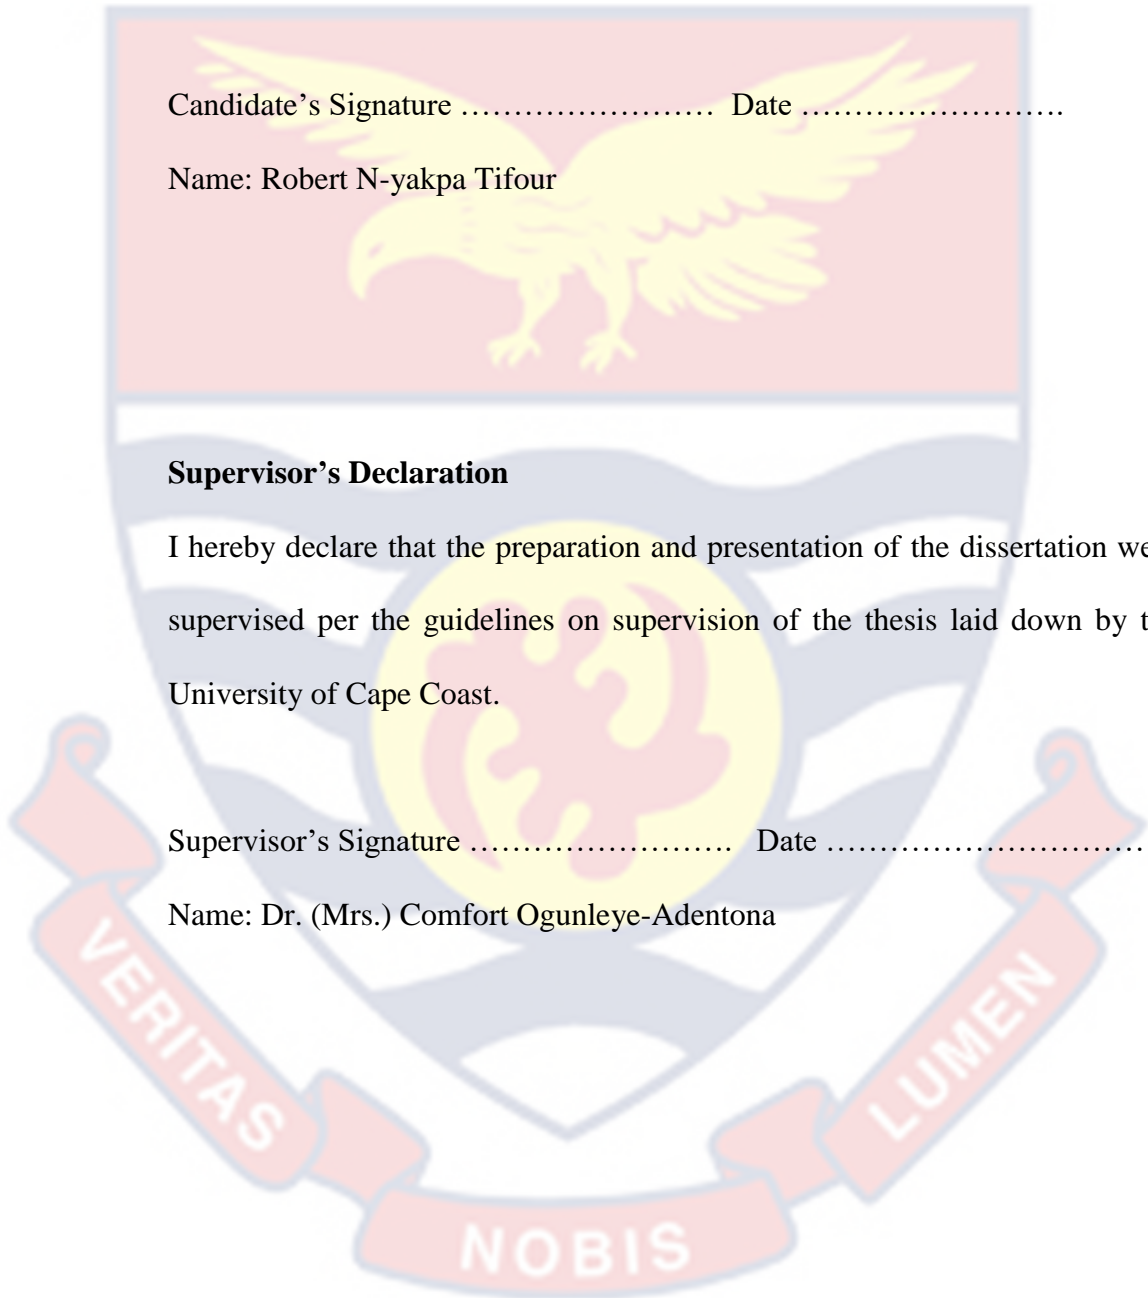 Candidate’s Signature …………………… Date …………………….
Name: Robert N-yakpa Tifour
Supervisor’s Declaration
I hereby declare that the preparation and presentation of the dissertation we
supervised per the guidelines on supervision of the thesis laid down by t
University of Cape Coast.
Supervisor’s Signature ……………………. Date …………………………
Name: Dr. (Mrs.) Comfort Ogunleye-Adentona
VERITAS
NOBIS
LUMEN